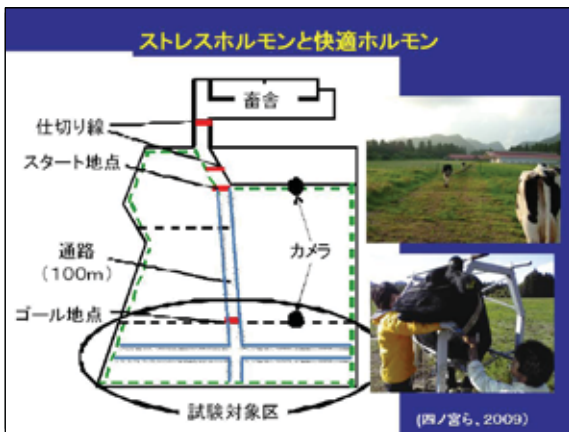 ストレスホルモンと快適ホルモン
畜舎
仕切り線
スタート地点
通路
(100m)
カメラ
ゴール地点
試験対象区
(四ノ宮ら, 2009)